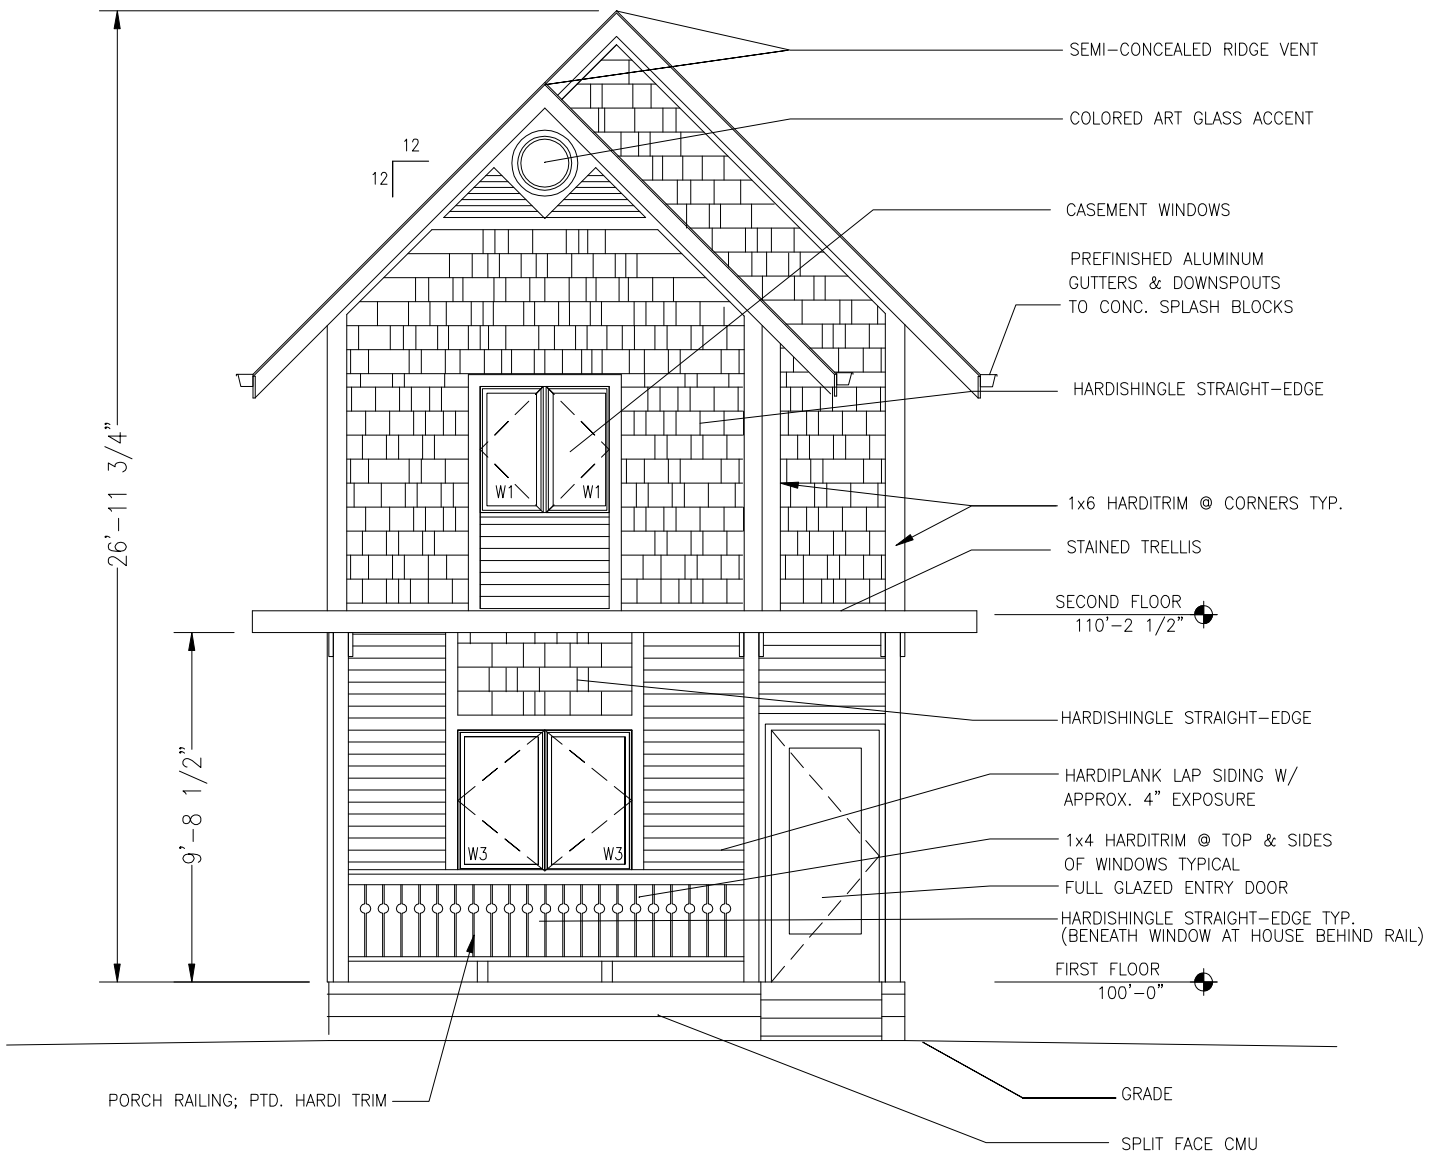 SEMI-CONCEALED RIDGE VENT
COLORED ART GLASS ACCENT
12
12
CASEMENT WINDOWS
PREFINISHED ALUMINUM
GUTTERS & DOWNSPOUTS
TO CONC. SPLASH BLOCKS
HARDISHINGLE STRAIGHT-EDGE
26'-11 3/4"
W1 W1
1x6 HARDITRIM @ CORNERS TYP.
STAINED TRELLIS
SECOND FLOOR
110'-2 1/2"
HARDISHINGLE STRAIGHT-EDGE
9'-8 1/2"
HARDIPLANK LAP SIDING W/
APPROX. 4" EXPOSURE
W3 W3
1x4 HARDITRIM @ TOP & SIDES
OF WINDOWS TYPICAL
FULL GLAZED ENTRY DOOR
HARDISHINGLE STRAIGHT-EDGE TYP.
(BENEATH WINDOW AT HOUSE BEHIND RAIL)
FIRST FLOOR
100'-0"
PORCH RAILING; PTD. HARDI TRIM
GRADE
SPLIT FACE CMU